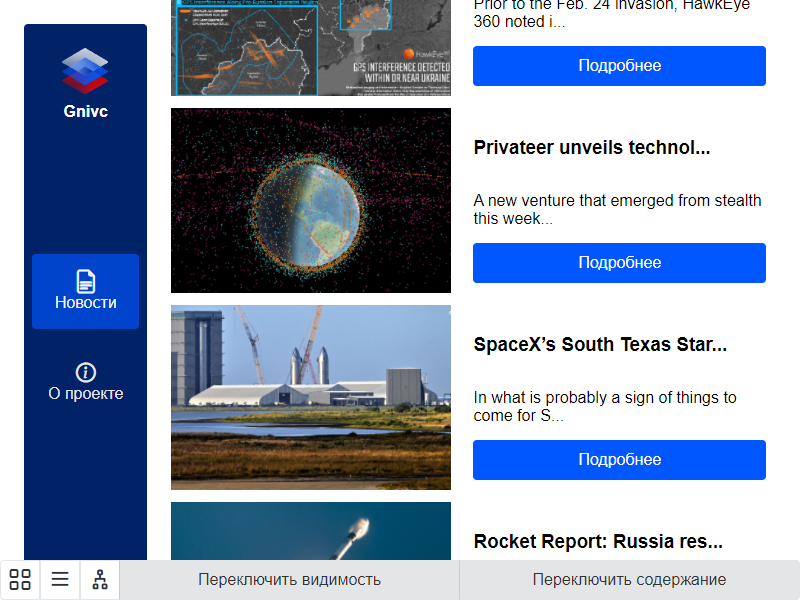 Gnivc
Новости
О проекте
HawkEye 360
GPS INTERFERENCE DETECTED
WITHIN OR NEAR UKRAINE
Prior to the Feb. 24 invasion, HawkEye
360 noted i...
Подробнее
Privateer unveils technol...
A new venture that emerged from stealth
this week...
Подробнее
SpaceX’s South Texas Star...
In what is probably a sign of things to
come for S...
Подробнее
Rocket Report: Russia res...
Переключить видимость
Переключить содержание